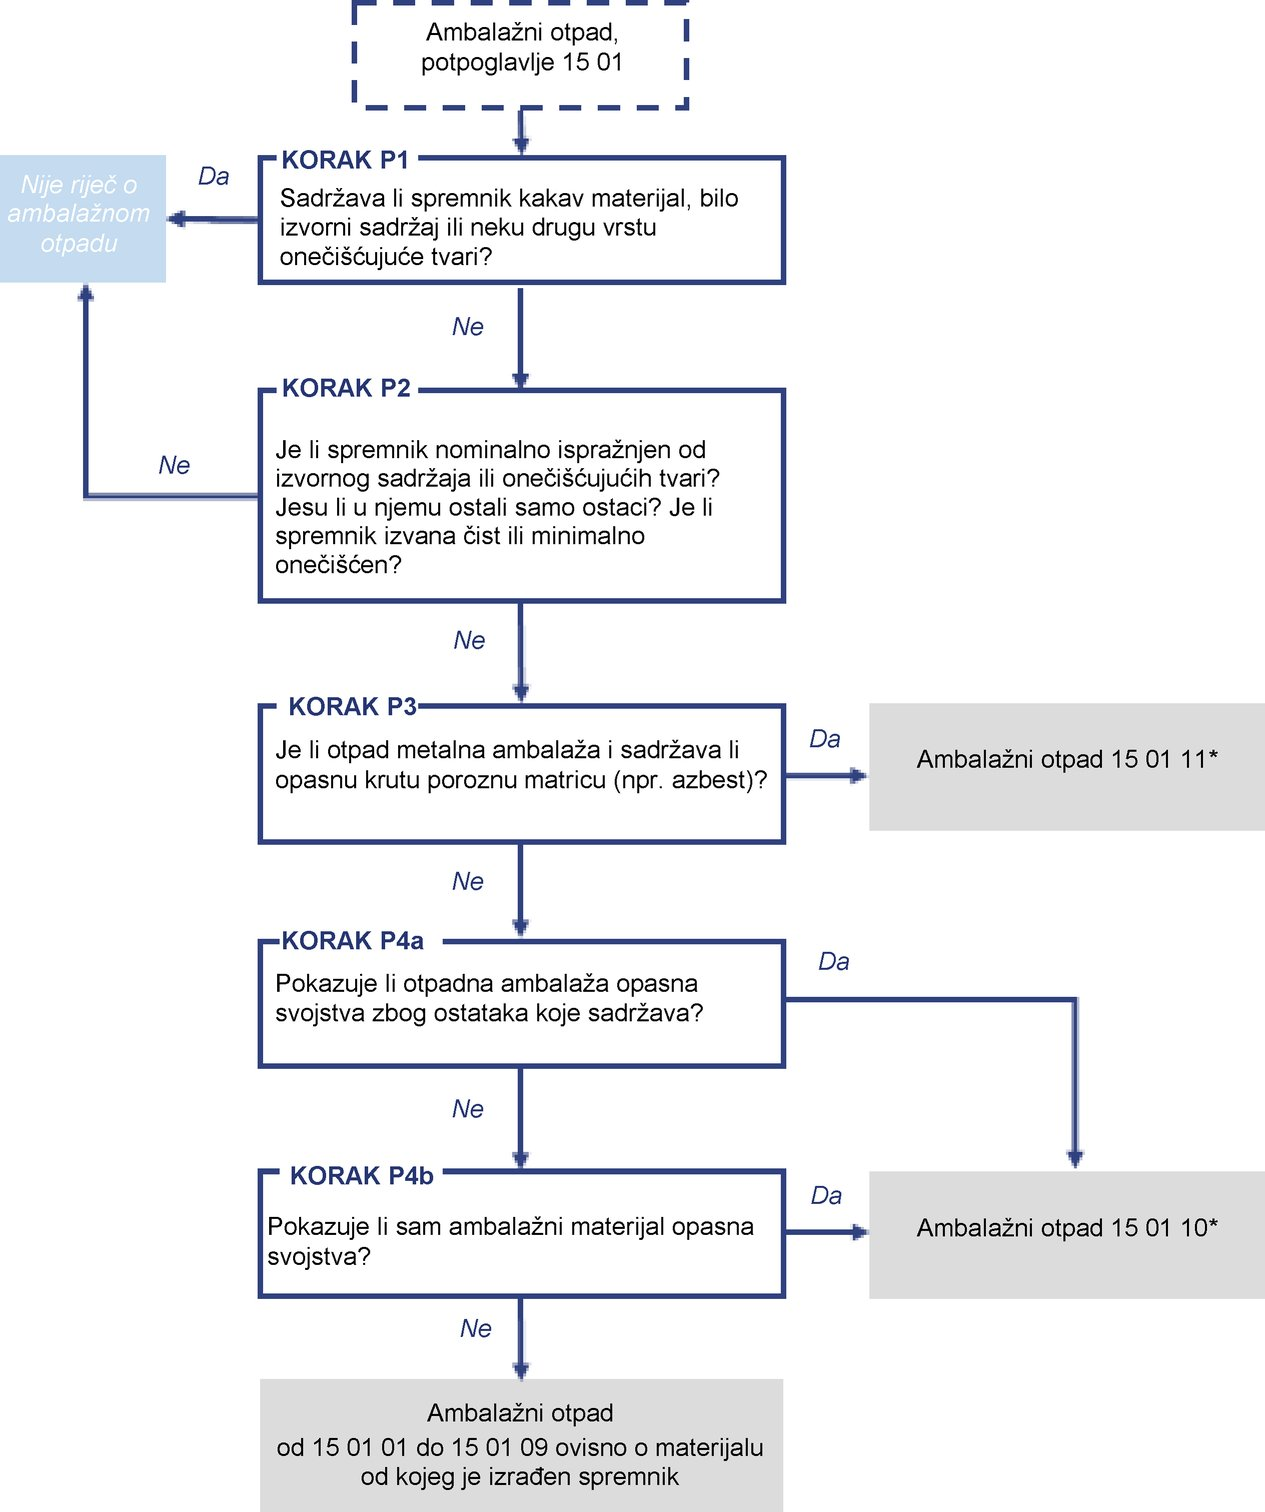 Ambalažni otpad,
potpoglavlje 15 01
KORAK P1
Sadržava li spremnik kakav materijal, bilo
izvorni sadržaj ili neku drugu vrstu
onečišćujuće tvari?
Da
Nije riječ o
ambalažnom
otpadu
Ne
KORAK P2
Je li spremnik nominalno ispražnjen od
izvornog sadržaja ili onečišćujućih tvari?
Jesu li u njemu ostali samo ostaci? Je li
spremnik izvana čist ili minimalno
onečišćen?
Ne
Ne
KORAK P3
Je li otpad metalna ambalaža i sadržava li
opasnu krutu poroznu matricu (npr. azbest)?
Da
Ambalažni otpad 15 01 11*
Ne
KORAK P4a
Pokazuje li otpadna ambalaža opasna
svojstva zbog ostataka koje sadržava?
Da
Ne
KORAK P4b
Pokazuje li sam ambalažni materijal opasna
svojstva?
Da
Ambalažni otpad 15 01 10*
Ne
Ambalažni otpad
od 15 01 01 do 15 01 09 ovisno o materijalu
od kojeg je izrađen spremnik